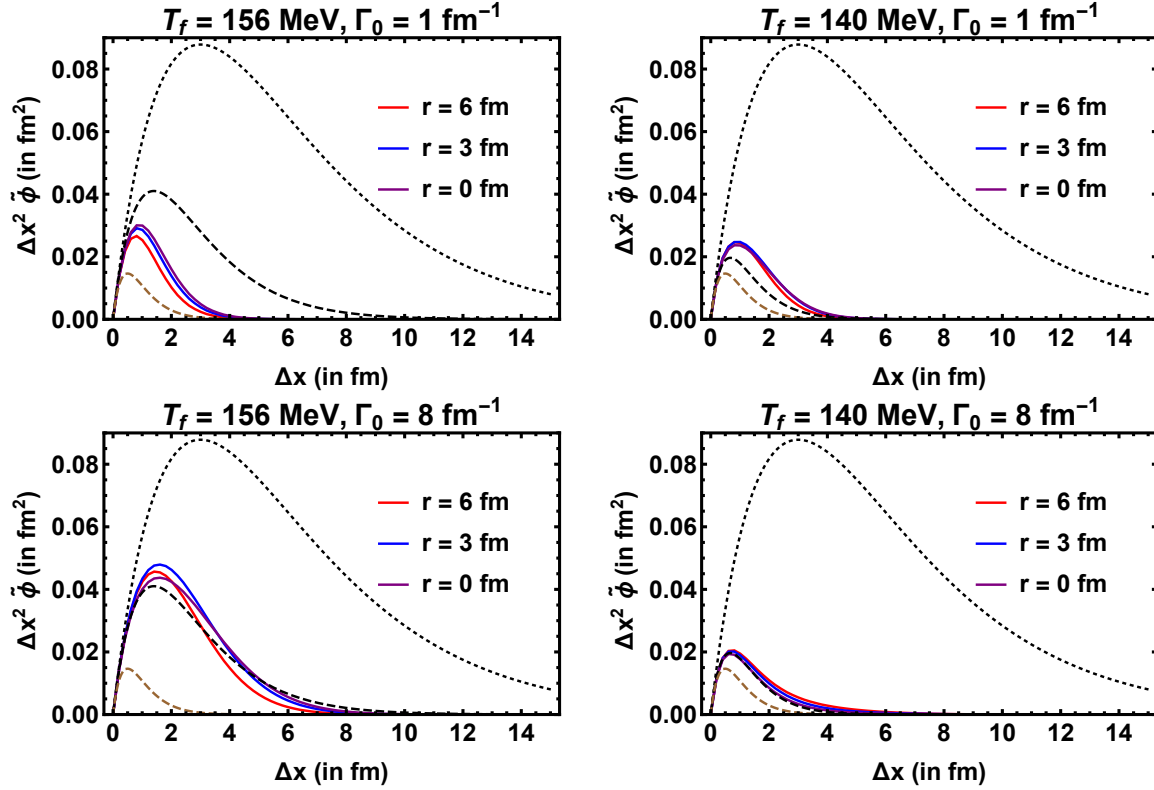 T_f = 156 MeV, Γ₀ = 1 fm⁻¹
Δx² ϕ̃ (in fm²)
0.08
0.06
0.04
0.02
0.00
r = 6 fm
r = 3 fm
r = 0 fm
0 2 4 6 8 10 12 14
Δx (in fm)
T_f = 140 MeV, Γ₀ = 1 fm⁻¹
Δx² ϕ̃ (in fm²)
0.08
0.06
0.04
0.02
0.00
r = 6 fm
r = 3 fm
r = 0 fm
0 2 4 6 8 10 12 14
Δx (in fm)
T_f = 156 MeV, Γ₀ = 8 fm⁻¹
Δx² ϕ̃ (in fm²)
0.08
0.06
0.04
0.02
0.00
r = 6 fm
r = 3 fm
r = 0 fm
0 2 4 6 8 10 12 14
Δx (in fm)
T_f = 140 MeV, Γ₀ = 8 fm⁻¹
Δx² ϕ̃ (in fm²)
0.08
0.06
0.04
0.02
0.00
r = 6 fm
r = 3 fm
r = 0 fm
0 2 4 6 8 10 12 14
Δx (in fm)